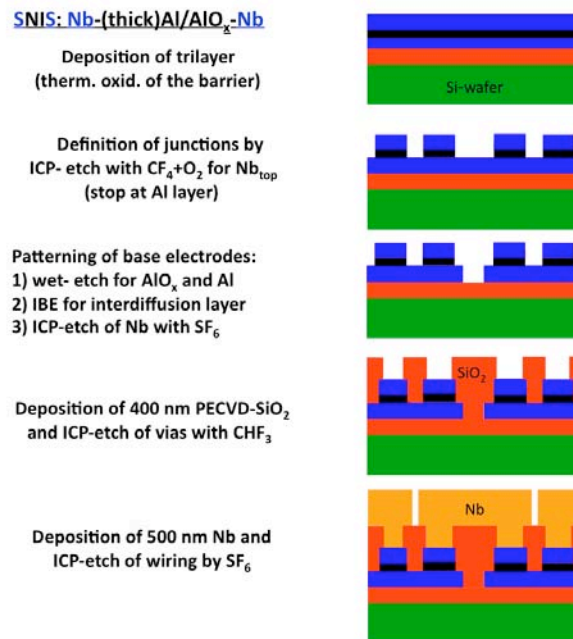 SNIS: Nb-(thick)Al/AlOx-Nb
Deposition of trilayer
(therm. oxid. of the barrier)
Si-wafer
Definition of junctions by
ICP- etch with CF4+O2 for Nbtop
(stop at Al layer)
Patterning of base electrodes:
1) wet- etch for AlOx and Al
2) IBE for interdiffusion layer
3) ICP-etch of Nb with SF6
SiO2
Deposition of 400 nm PECVD-SiO2
and ICP-etch of vias with CHF3
Nb
Deposition of 500 nm Nb and
ICP-etch of wiring by SF6